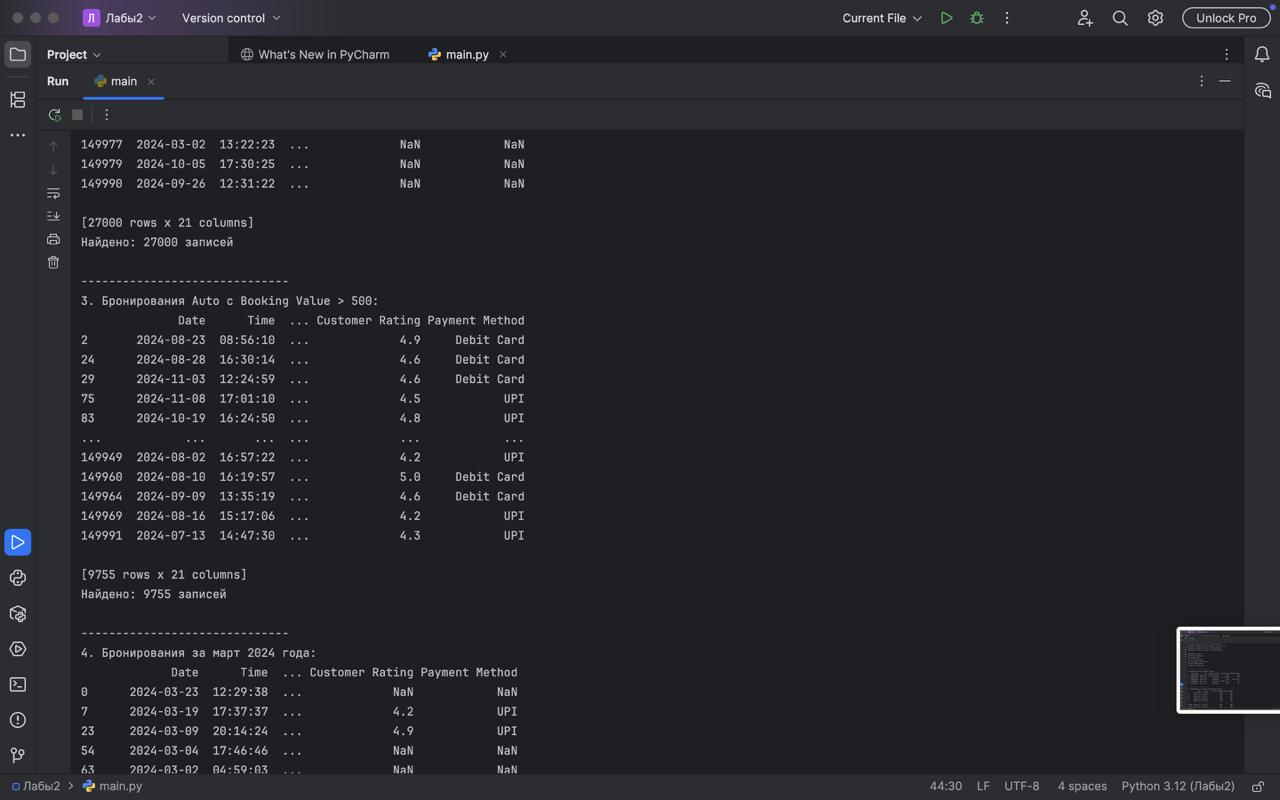 Л Лабы2 Version control Current File Unlock Pro
Project What's New in PyCharm main.py
Run main
149977  2024-03-02  13:22:23  ...             NaN            NaN
149979  2024-10-05  17:30:25  ...             NaN            NaN
149990  2024-09-26  12:31:22  ...             NaN            NaN
[27000 rows x 21 columns]
Найдено: 27000 записей
------------------------------
3. Бронирования Auto с Booking Value > 500:
              Date      Time  ... Customer Rating Payment Method
2       2024-08-23  08:56:10  ...             4.9     Debit Card
24      2024-08-28  16:30:14  ...             4.6     Debit Card
29      2024-11-03  12:24:59  ...             4.6     Debit Card
75      2024-11-08  17:01:10  ...             4.5            UPI
83      2024-10-19  16:24:50  ...             4.8            UPI
...            ...       ...  ...             ...            ...
149949  2024-08-02  16:57:22  ...             4.2            UPI
149960  2024-08-10  16:19:57  ...             5.0     Debit Card
149964  2024-09-09  13:35:19  ...             4.6     Debit Card
149969  2024-08-16  15:17:06  ...             4.2            UPI
149991  2024-07-13  14:47:30  ...             4.3            UPI
[9755 rows x 21 columns]
Найдено: 9755 записей
------------------------------
4. Бронирования за март 2024 года:
             Date      Time  ... Customer Rating Payment Method
0      2024-03-23  12:29:38  ...             NaN            NaN
7      2024-03-19  17:37:37  ...             4.2            UPI
23     2024-03-09  20:14:24  ...             4.9            UPI
54     2024-03-04  17:46:46  ...             NaN            NaN
63     2024-03-02  04:59:03  ...             NaN            NaN
Лабы2 > main.py 44:30 LF UTF-8 4 spaces Python 3.12 (Лабы2)